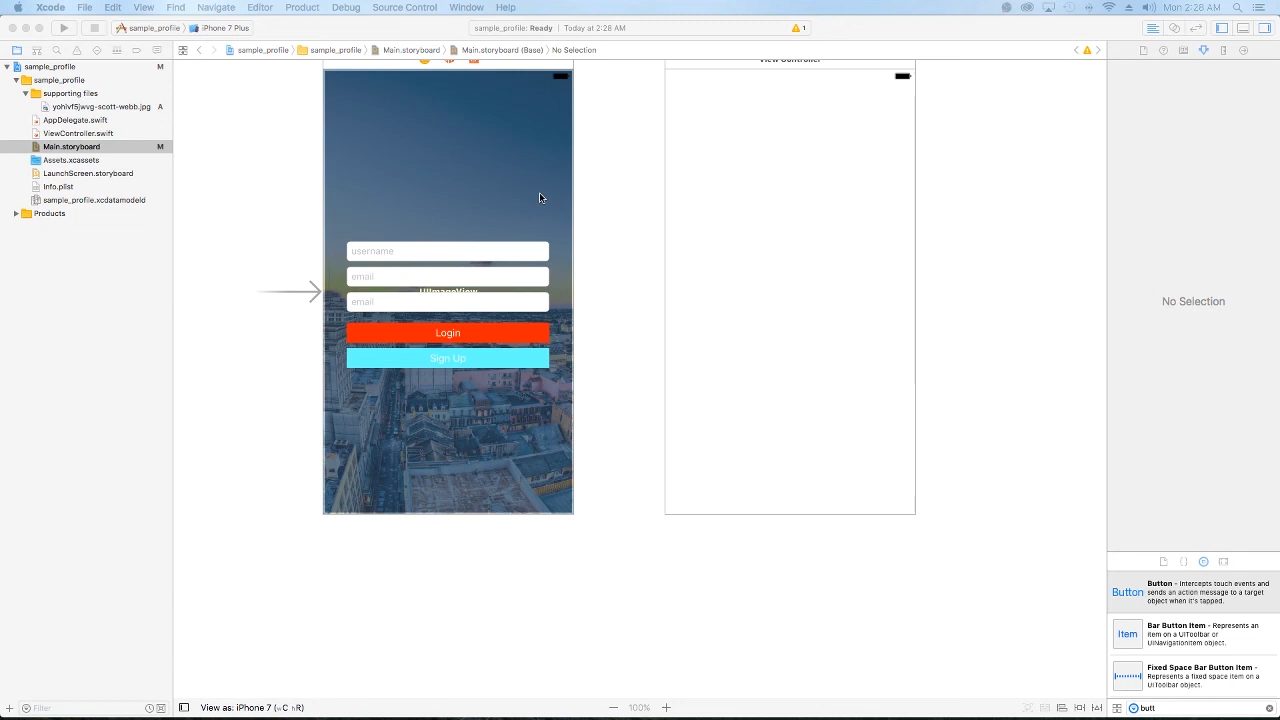 Xcode File Edit View Find Navigate Editor Product Debug Source Control Window Help
Mon 2:28 AM
sample_profile iPhone 7 Plus
sample_profile: Ready Today at 2:28 AM
1
sample_profile sample_profile Main.storyboard Main.storyboard (Base) No Selection
sample_profile M
sample_profile
supporting files
yohivf5jwvg-scott-webb.jpg A
AppDelegate.swift
ViewController.swift
Main.storyboard M
Assets.xcassets
LaunchScreen.storyboard
Info.plist
sample_profile.xcdatamodeld
Products
View Controller
username
email
UIImageView
email
Login
Sign Up
No Selection
Button - Intercepts touch events and
sends an action message to a target
object when it's tapped.
Button
Bar Button Item - Represents an
item on a UIToolbar or
UINavigationItem object.
Item
Fixed Space Bar Button Item -
Represents a fixed space item on a
UIToolbar object.
Filter
View as: iPhone 7 (wC hR)
100%
butt